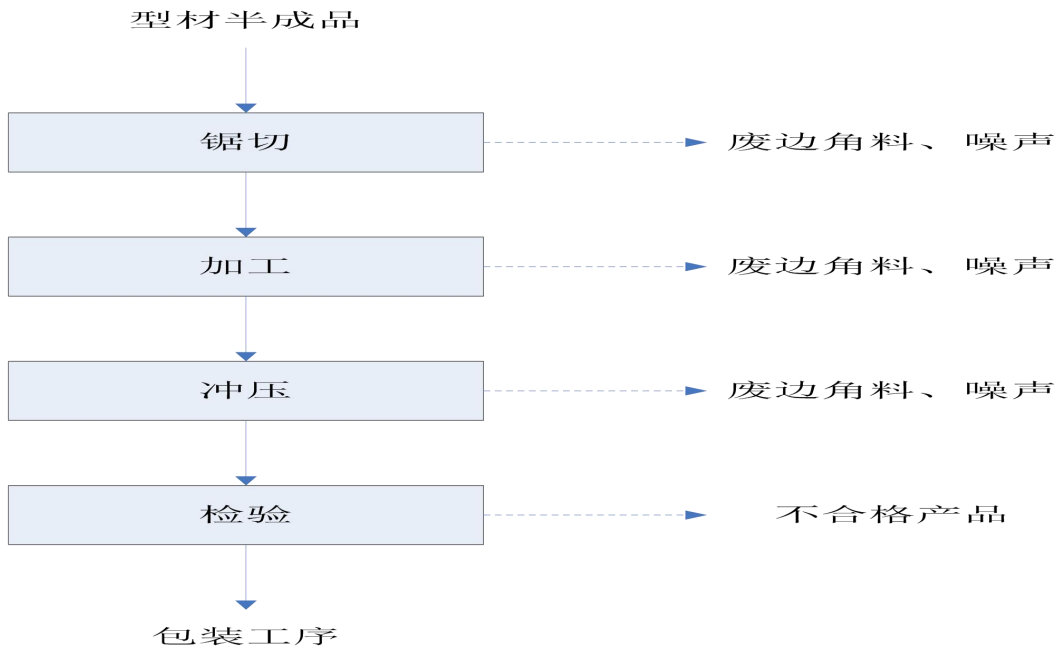 型材半成品
锯切
废边角料、噪声
加工
废边角料、噪声
冲压
废边角料、噪声
检验
不合格产品
包装工序